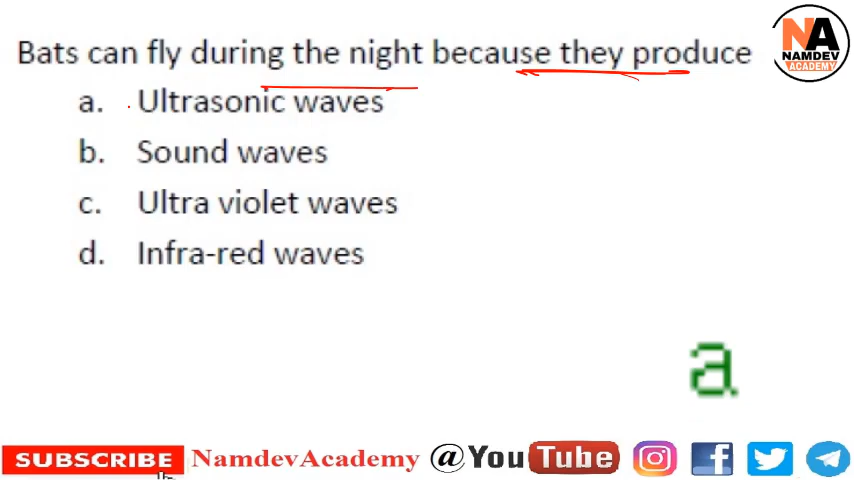 Bats can fly during the night because they produce
a. Ultrasonic waves
b. Sound waves
c. Ultra violet waves
d. Infra-red waves
a
NA
NAMDEV
ACADEMY
SUBSCRIBE NamdevAcademy @YouTube